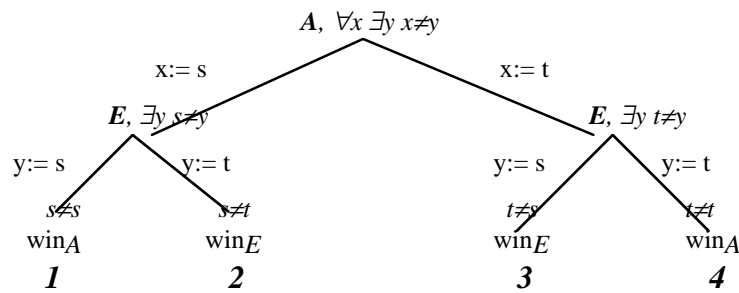 A, ∀x ∃y x≠y
x:= s x:= t
E, ∃y s≠y E, ∃y t≠y
y:= s y:= t y:= s y:= t
s≠s s≠t t≠s t≠t
winA winE winE winA
1 2 3 4